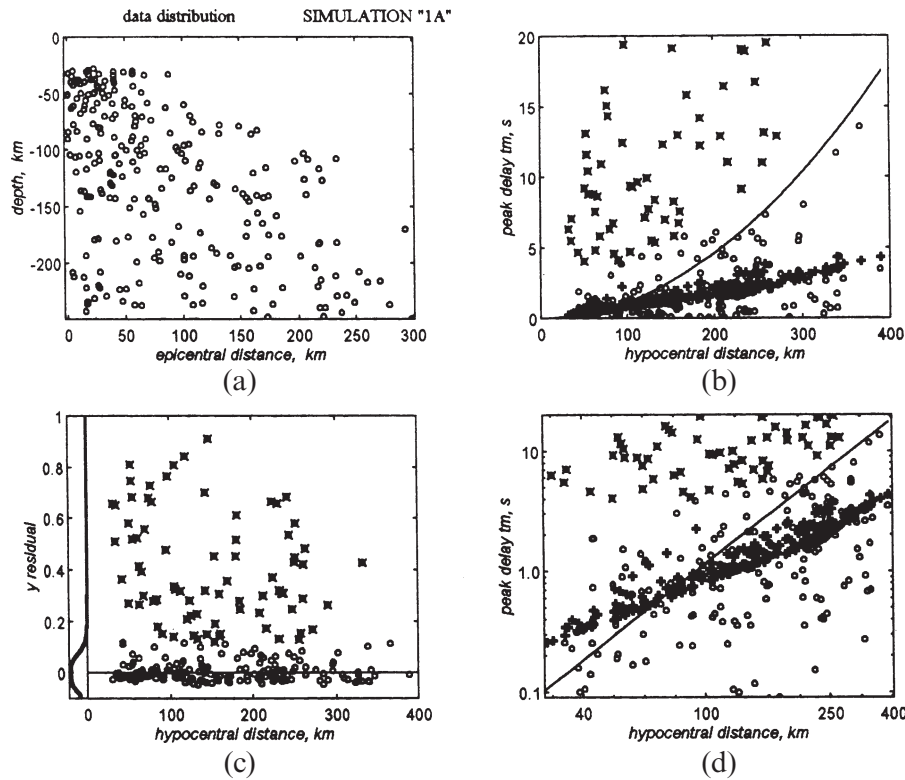 data distribution SIMULATION "1A"
0
-50
-100
-150
-200
depth, km
0 50 100 150 200 250 300
epicentral distance, km
(a)
20
15
10
5
0
peak delay tm, s
0 100 200 300 400
hypocentral distance, km
(b)
1
0.8
0.6
0.4
0.2
0
y residual
0 100 200 300 400
hypocentral distance, km
(c)
10
1.0
0.1
peak delay tm, s
40 100 250 400
hypocentral distance, km
(d)